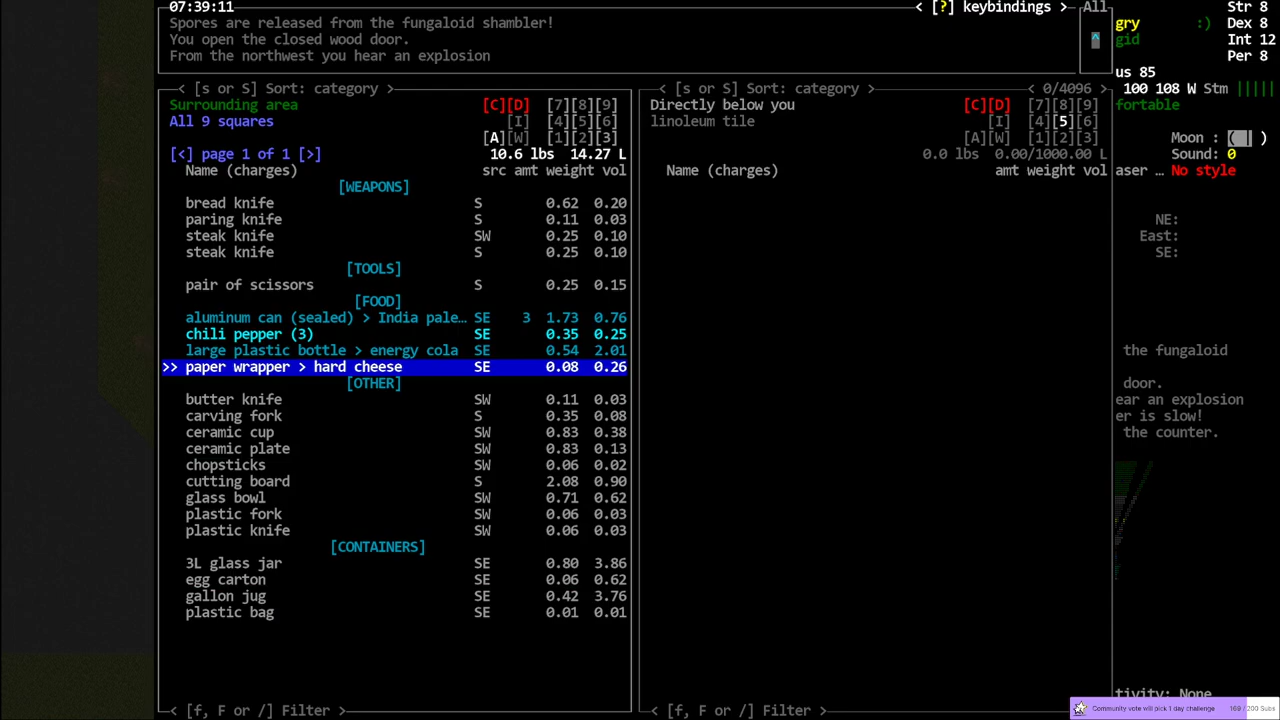 07:39:11
< [?] keybindings >
All
Str 8
Spores are released from the fungaloid shambler!
gry :) Dex 8
You open the closed wood door.
gid Int 12
From the northwest you hear an explosion
Per 8
us 85
100 108 W Stm |||||
< [s or S] Sort: category >
Surrounding area [C][D] [7][8][9]
All 9 squares [I] [4][5][6]
[A][W] [1][2][3]
[<] page 1 of 1 [>] 10.6 lbs 14.27 L
Name (charges) src amt weight vol
[WEAPONS]
bread knife S 0.62 0.20
paring knife S 0.11 0.03
steak knife SW 0.25 0.10
steak knife S 0.25 0.10
[TOOLS]
pair of scissors S 0.25 0.15
[FOOD]
aluminum can (sealed) > India pale… SE 3 1.73 0.76
chili pepper (3) SE 0.35 0.25
large plastic bottle > energy cola SE 0.54 2.01
>> paper wrapper > hard cheese SE 0.08 0.26
[OTHER]
butter knife SW 0.11 0.03
carving fork S 0.35 0.08
ceramic cup SW 0.83 0.38
ceramic plate SW 0.83 0.13
chopsticks SW 0.06 0.02
cutting board S 2.08 0.90
glass bowl SW 0.71 0.62
plastic fork SW 0.06 0.03
plastic knife SW 0.06 0.03
[CONTAINERS]
3L glass jar SE 0.80 3.86
egg carton SE 0.06 0.62
gallon jug SE 0.42 3.76
plastic bag SE 0.01 0.01
< [f, F or /] Filter >
< [s or S] Sort: category > < 0/4096 >
Directly below you [C][D] [7][8][9]
linoleum tile [I] [4][5][6]
[A][W] [1][2][3]
0.0 lbs 0.00/1000.00 L
Name (charges) amt weight vol
< [f, F or /] Filter >
fortable
Moon : ( | )
Sound: 0
aser … No style
NE:
East:
SE:
the fungaloid
door.
ear an explosion
er is slow!
the counter.
tivity: None
Community vote will pick 1 day challenge 169 / 200 Subs